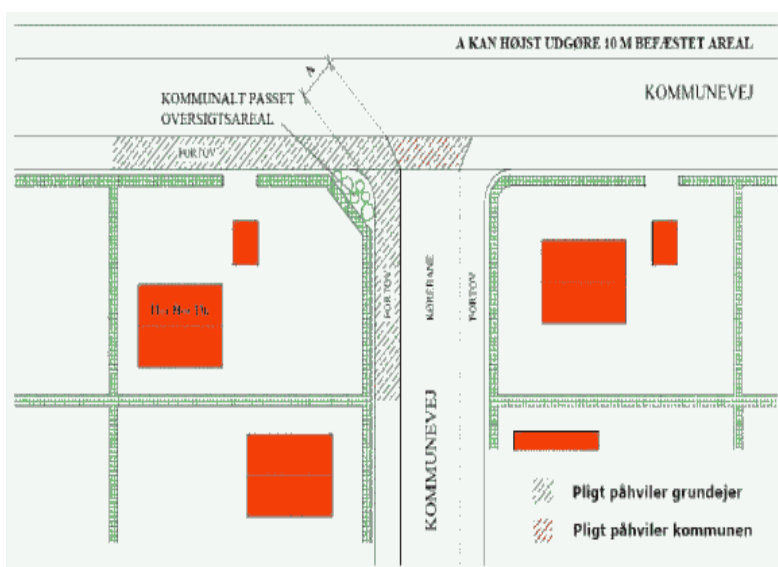 A KAN HØJST UDGØRE 10 M BEFÆSTET AREAL
KOMMUNEVEJ
A
KOMMUNALT PASSET
OVERSIGTSAREAL
FORTOV
FORTOV
KØREBANE
FORTOV
KOMMUNEVEJ
Pligt påhviler grundejer
Pligt påhviler kommunen